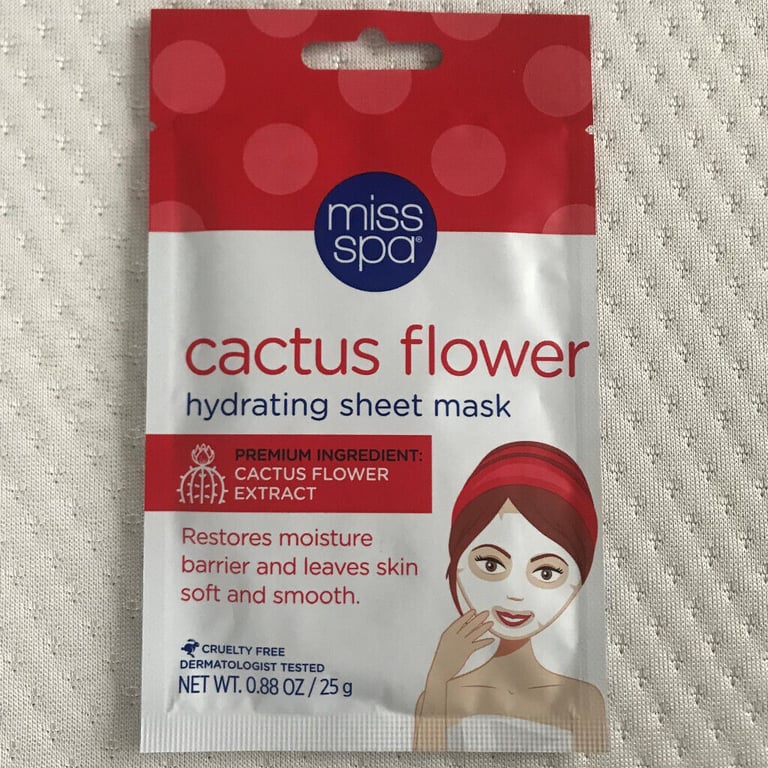 miss
spa®
cactus flower
hydrating sheet mask
PREMIUM INGREDIENT:
CACTUS FLOWER
EXTRACT
Restores moisture
barrier and leaves skin
soft and smooth.
CRUELTY FREE
DERMATOLOGIST TESTED
NET WT. 0.88 OZ / 25 g